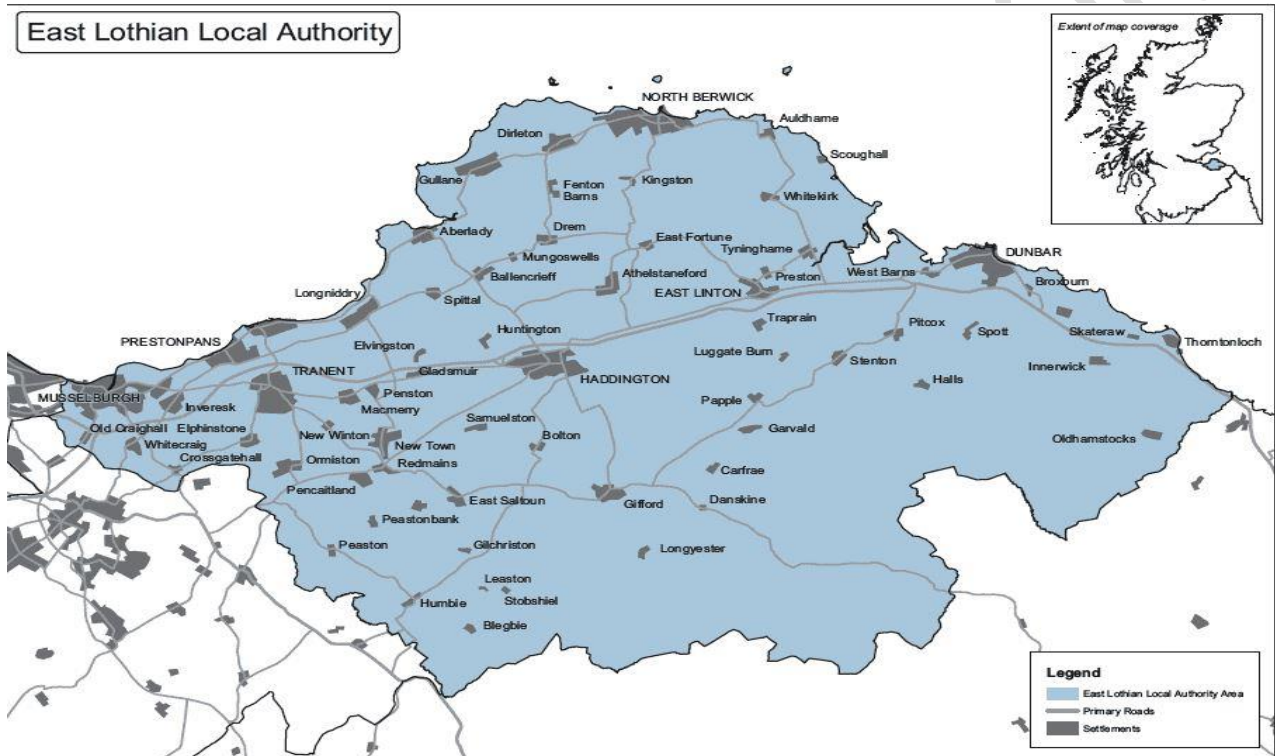 East Lothian Local Authority
Extent of map coverage
NORTH BERWICK
Auldhame
Dirleton
Scoughall
Gullane
Fenton
Barns
Kingston
Whitekirk
Aberlady
Drem
East Fortune
Tyninghame
Mungoswells
DUNBAR
Ballencrieff
Athelstaneford
Preston
West Barns
Broxburn
Longniddry
Spittal
EAST LINTON
Huntington
Traprain
Pitcox
Spott
Skateraw
PRESTONPANS
Elvingston
Luggate Burn
Stenton
Thorntonloch
TRANENT
Gladsmuir
HADDINGTON
Halls
Innerwick
MUSSELBURGH
Inveresk
Penston
Macmerry
Papple
Old Craighall
Elphinstone
Samuelston
Garvald
Whitecraig
New Winton
New Town
Bolton
Oldhamstocks
Crossgatehall
Ormiston
Redmains
Carfrae
Pencaitland
East Saltoun
Gifford
Danskine
Peastonbank
Peaston
Gilchriston
Longyester
Leaston
Humbie
Stobshiel
Blegbie
Legend
East Lothian Local Authority Area
Primary Roads
Settlements